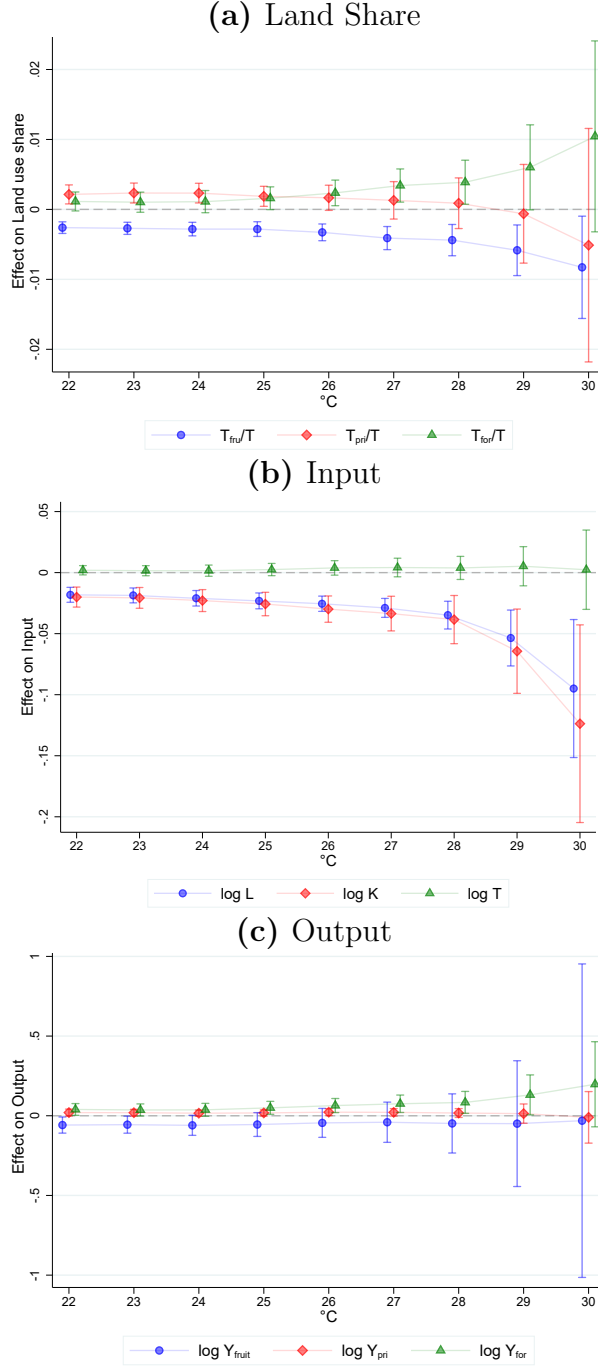 (a) Land Share
Effect on Land use share
.02
.01
0
-.01
-.02
22 23 24 25 26 27 28 29 30
°C
T_fru/T T_pri/T T_for/T
(b) Input
Effect on Input
.05
0
-.05
-.1
-.15
-.2
22 23 24 25 26 27 28 29 30
°C
log L log K log T
(c) Output
Effect on Output
1
.5
0
-.5
-1
22 23 24 25 26 27 28 29 30
°C
log Y_fruit log Y_pri log Y_for